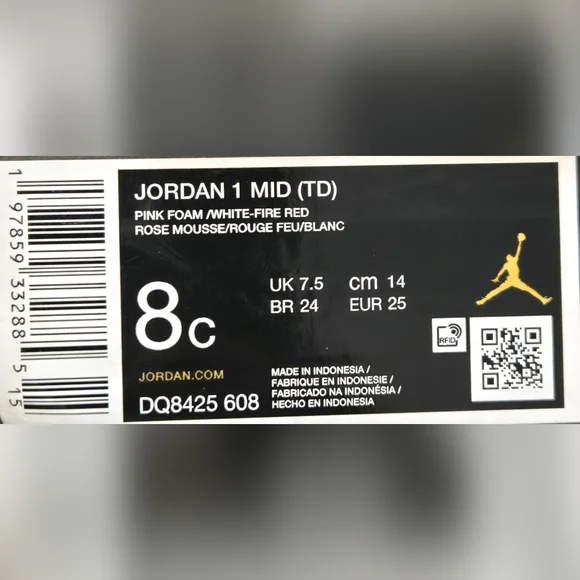 1 97859 33288 5 15
JORDAN 1 MID (TD)
PINK FOAM /WHITE-FIRE RED
ROSE MOUSSE/ROUGE FEU/BLANC
8C
UK 7.5 cm 14
BR 24 EUR 25
RFID
JORDAN.COM
DQ8425 608
MADE IN INDONESIA /
FABRIQUE EN INDONESIE /
FABRICADO NA INDONÉSIA /
HECHO EN INDONESIA